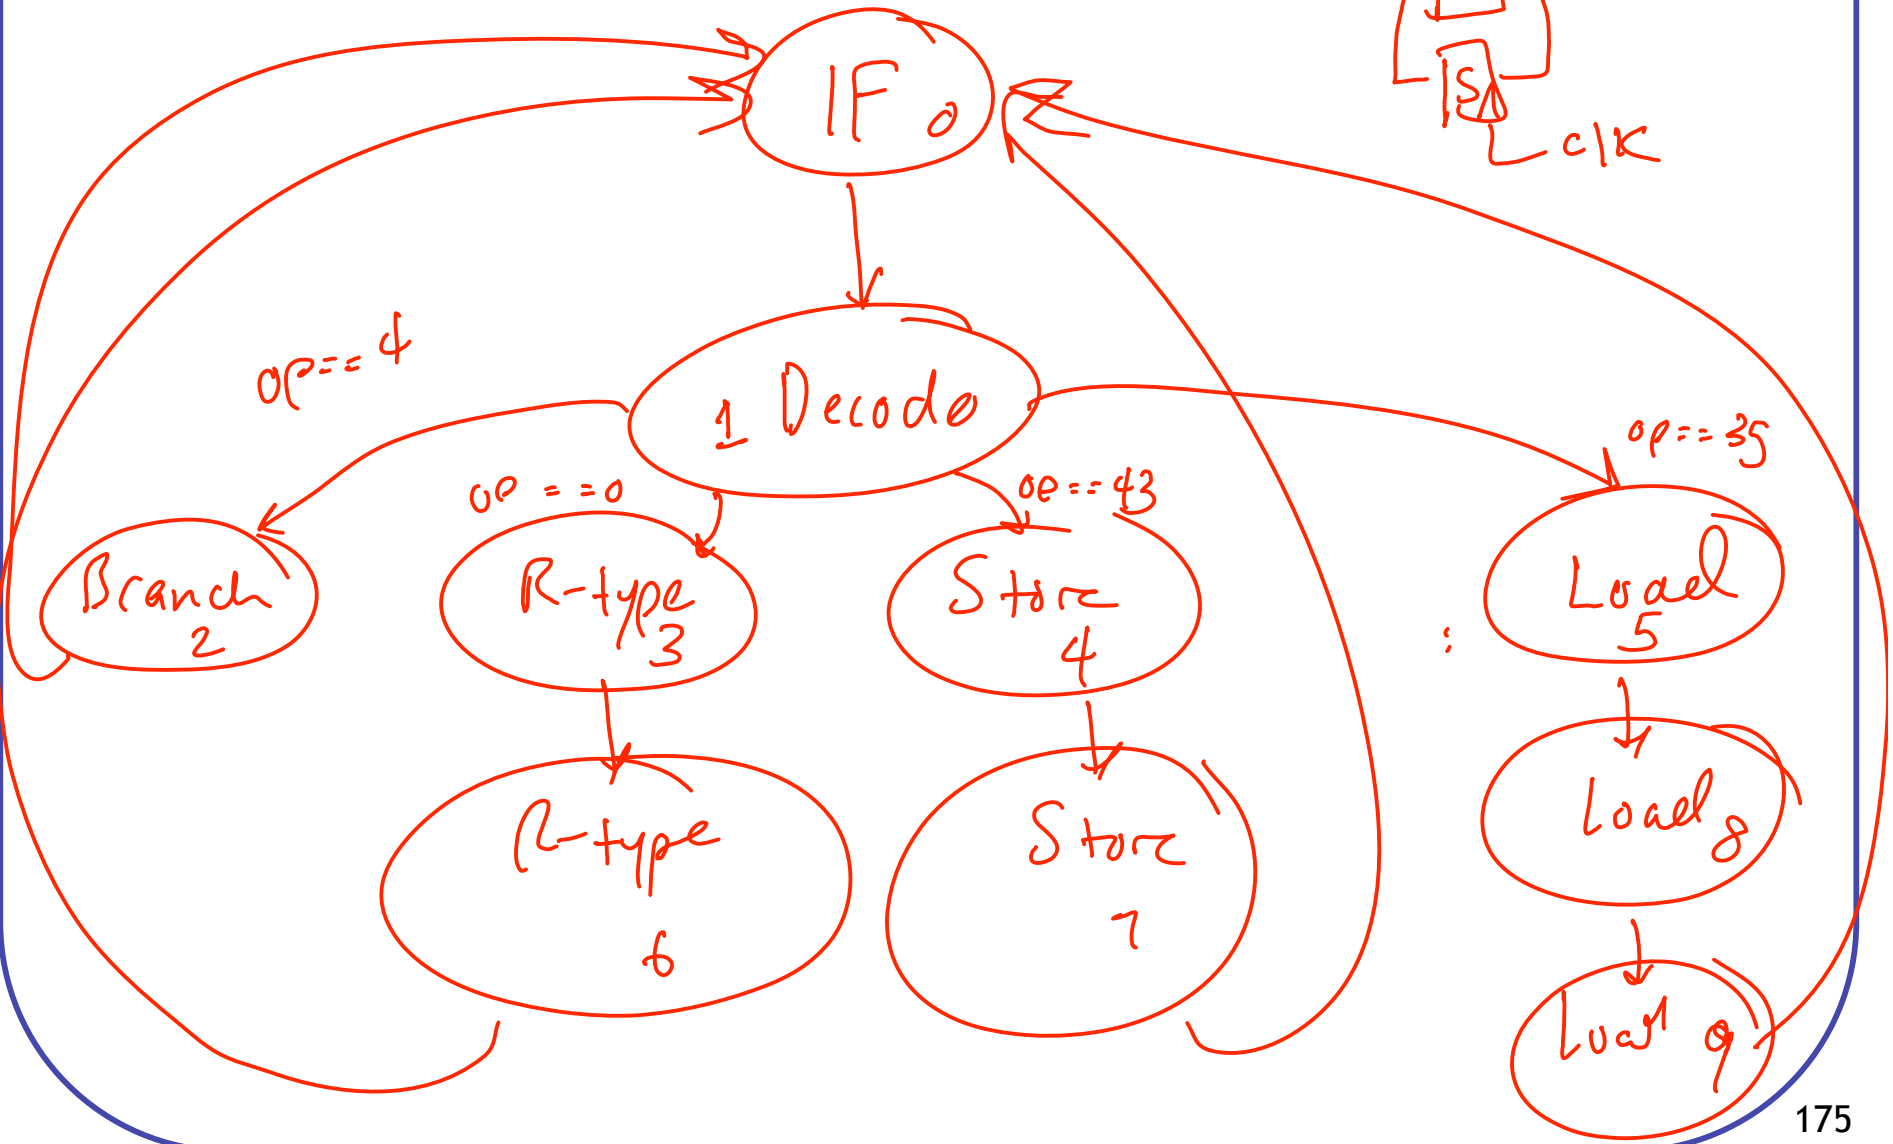 IF 0
IS
clk
op==4
1 Decode
op==35
op==0
op==43
Branch
2
R-type
3
Store
4
:
Load
5
R-type
6
Store
7
Load 8
Load 9
175